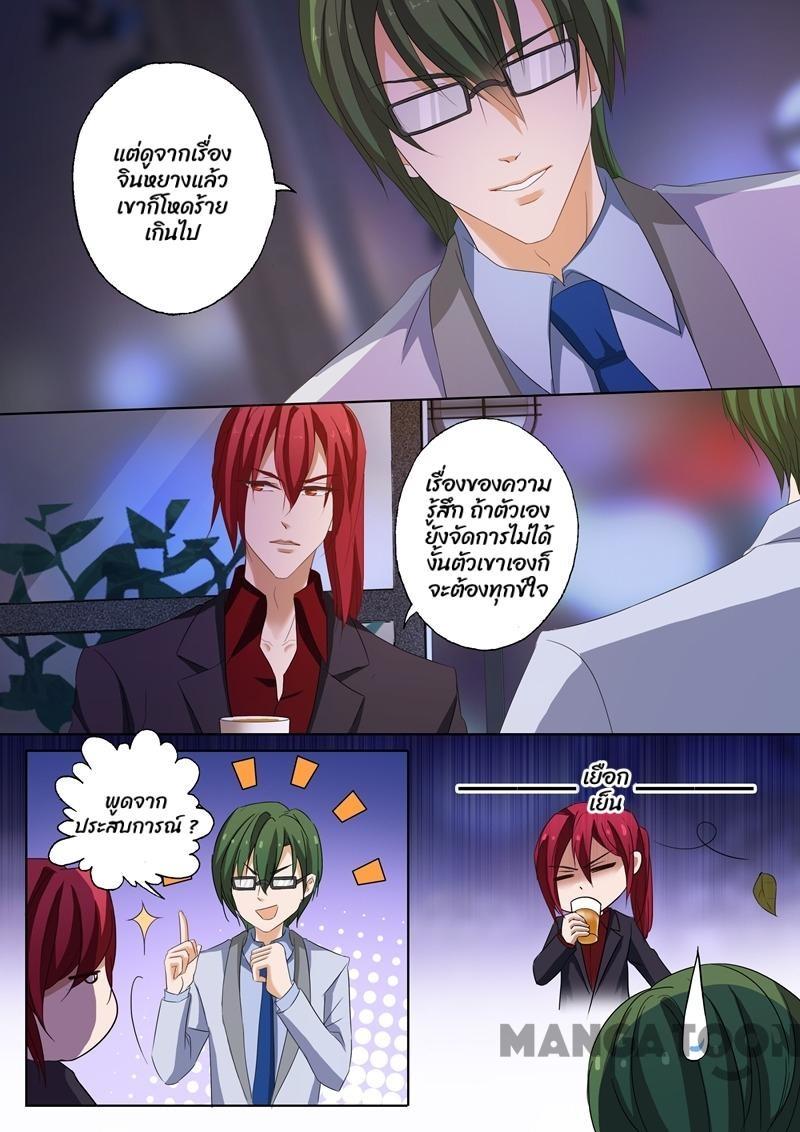 แต่ดูจากเรื่อง
จินหยางแล้ว
เขาก็โหดร้าย
เกินไป
เรื่องของความ
รู้สึก ถ้าตัวเอง
ยังจัดการไม่ได้
งั้นตัวเขาเองก็
จะต้องทุกข์ใจ
พูดจาก
ประสบการณ์ ?
เยือก
เย็น
MANGATOON